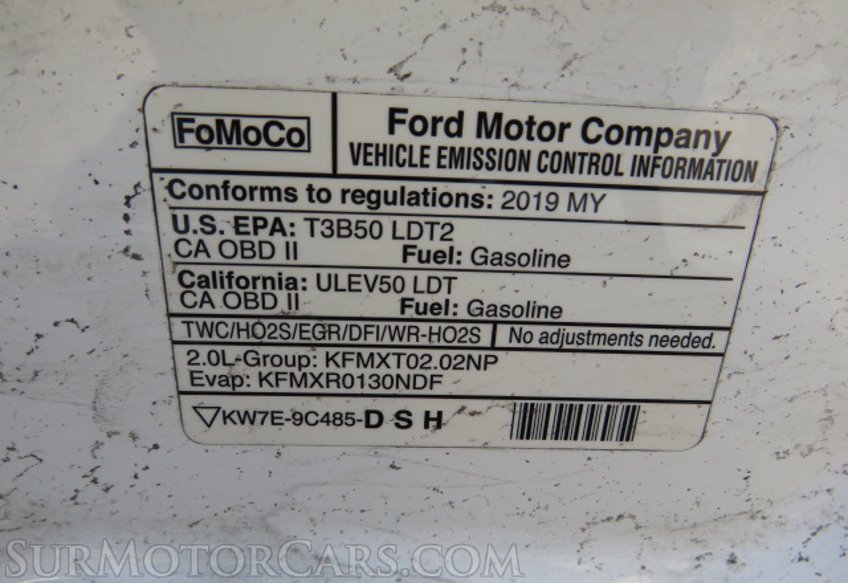 FoMoCo
Ford Motor Company
VEHICLE EMISSION CONTROL INFORMATION
Conforms to regulations: 2019 MY
U.S. EPA: T3B50 LDT2
CA OBD II Fuel: Gasoline
California: ULEV50 LDT
CA OBD II Fuel: Gasoline
TWC/HO2S/EGR/DFI/WR-HO2S No adjustments needed.
2.0L-Group: KFMXT02.02NP
Evap: KFMXR0130NDF
KW7E-9C485-D S H
SURMOTORCARS.COM